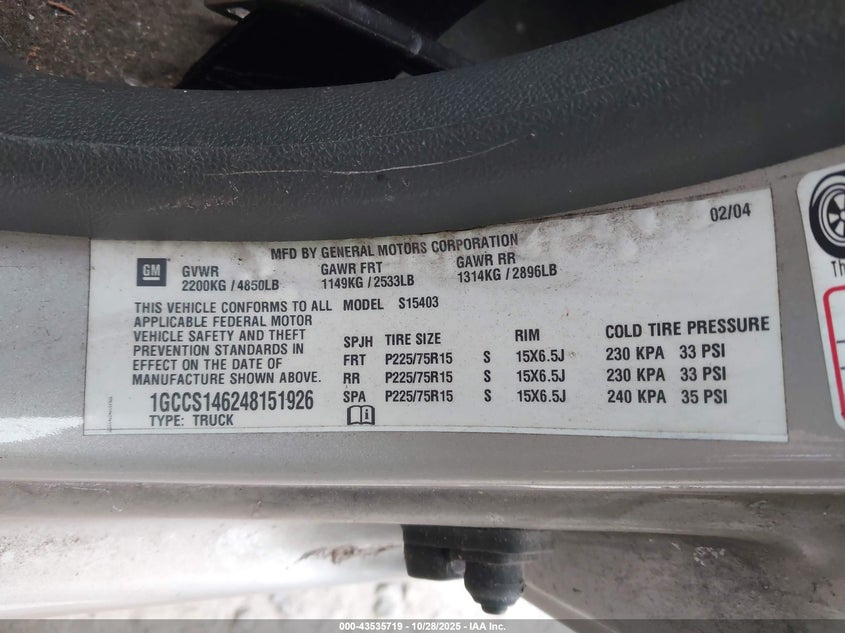 02/04
MFD BY GENERAL MOTORS CORPORATION
GM GVWR GAWR FRT GAWR RR
2200KG / 4850LB 1149KG / 2533LB 1314KG / 2896LB
THIS VEHICLE CONFORMS TO ALL MODEL S15403
APPLICABLE FEDERAL MOTOR
VEHICLE SAFETY AND THEFT SPJH TIRE SIZE RIM COLD TIRE PRESSURE
PREVENTION STANDARDS IN FRT P225/75R15 S 15X6.5J 230 KPA 33 PSI
EFFECT ON THE DATE OF RR P225/75R15 S 15X6.5J 230 KPA 33 PSI
MANUFACTURE SHOWN ABOVE. SPA P225/75R15 S 15X6.5J 240 KPA 35 PSI
1GCCS146248151926
TYPE: TRUCK
000-43535719 - 10/28/2025 - IAA Inc.